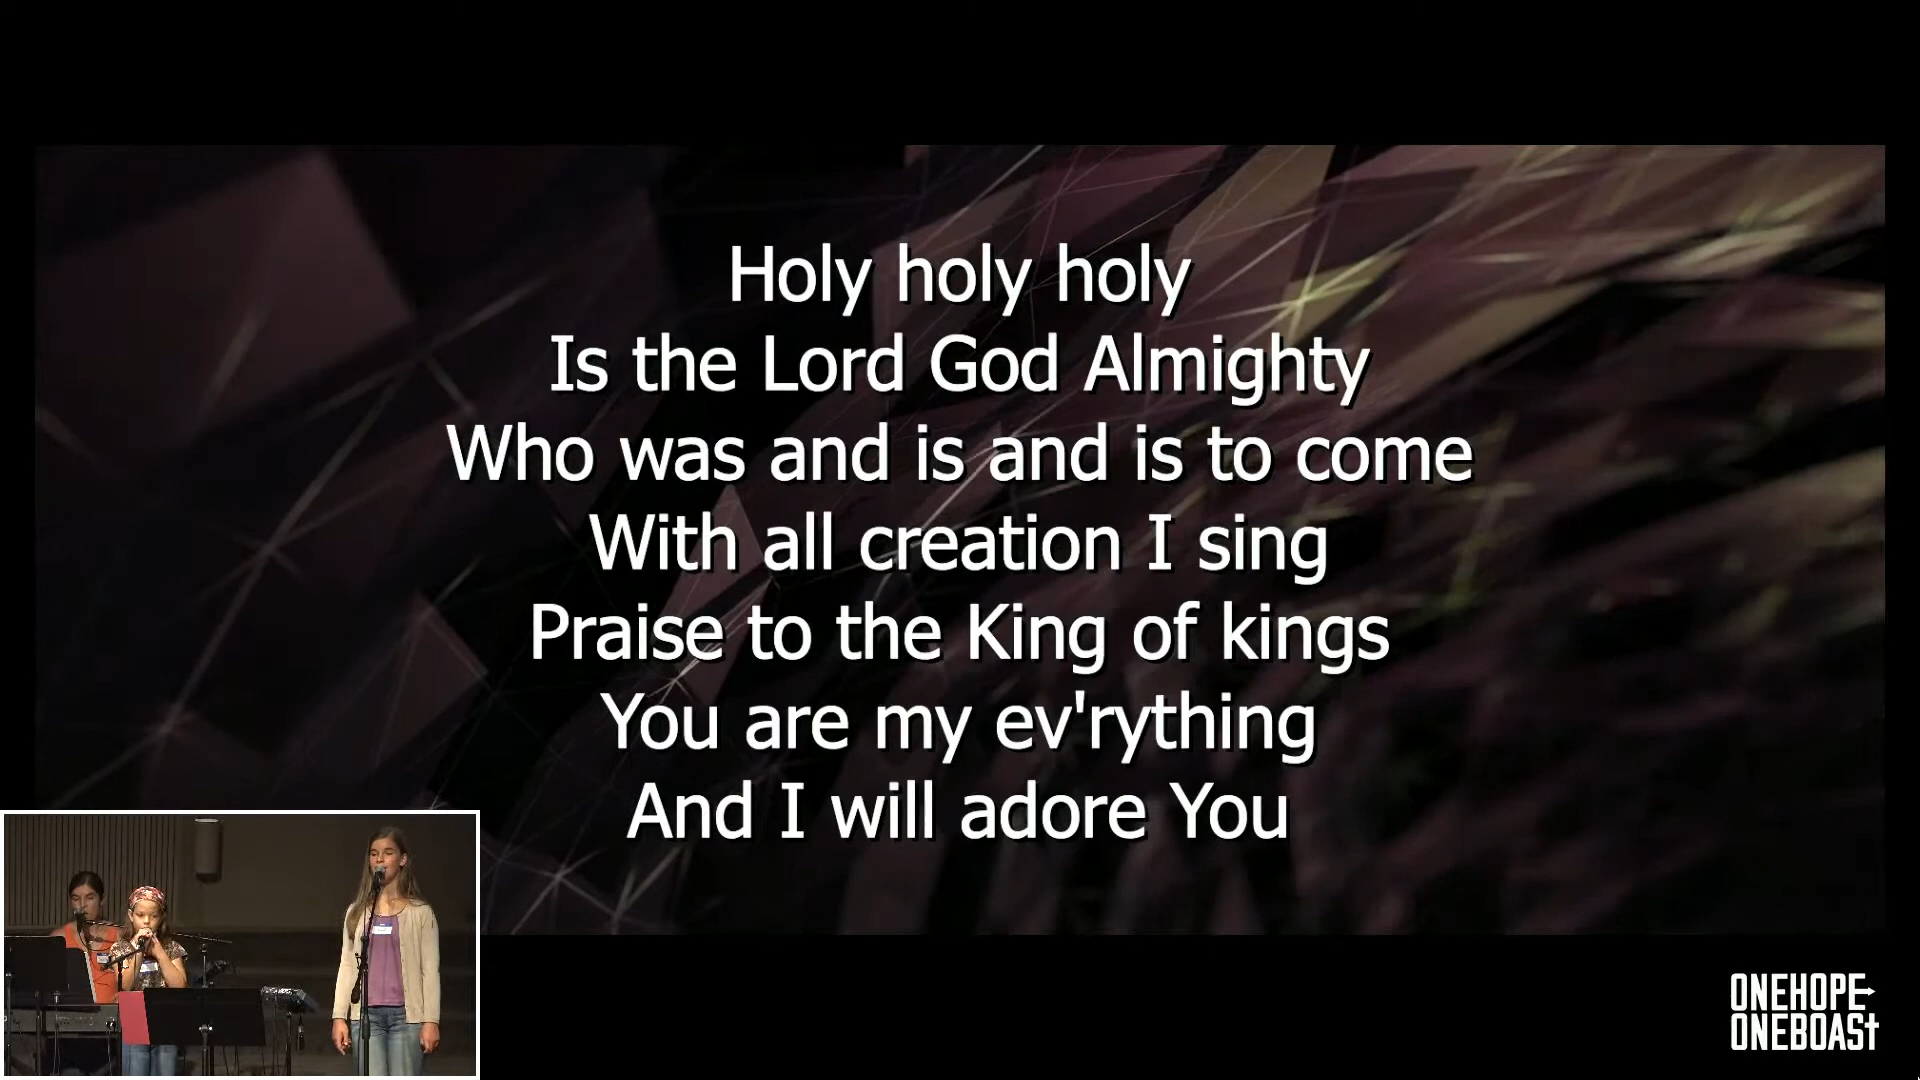 Holy holy holy
Is the Lord God Almighty
Who was and is and is to come
With all creation I sing
Praise to the King of kings
You are my ev'rything
And I will adore You
ONEHOPE
ONEBOAST